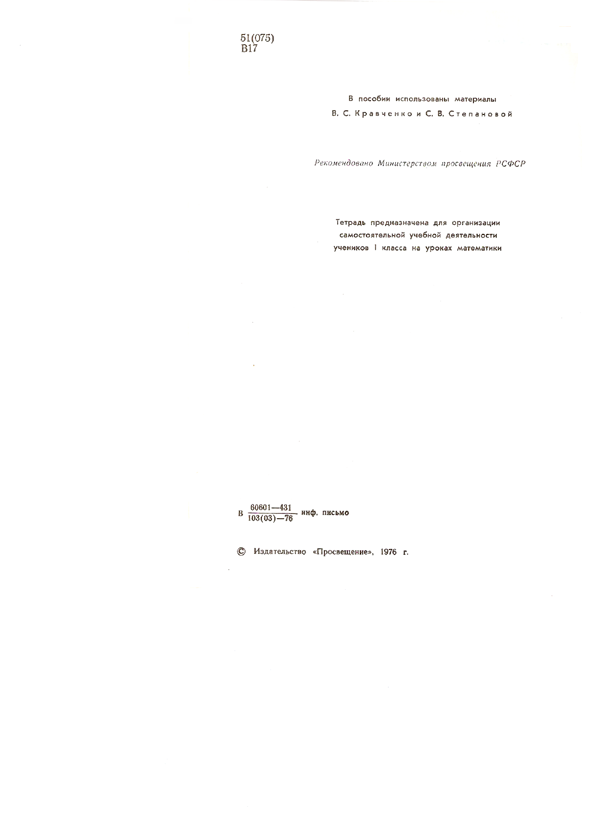 51(075)
В17
В пособии использованы материалы
В. С. Кравченко и С. В. Степановой
Рекомендовано Министерством просвещения РСФСР
Тетрадь предназначена для организации
самостоятельной учебной деятельности
учеников I класса на уроках математики
В 60601—431 инф. письмо
103(03)—76
© Издательство «Просвещение», 1976 г.